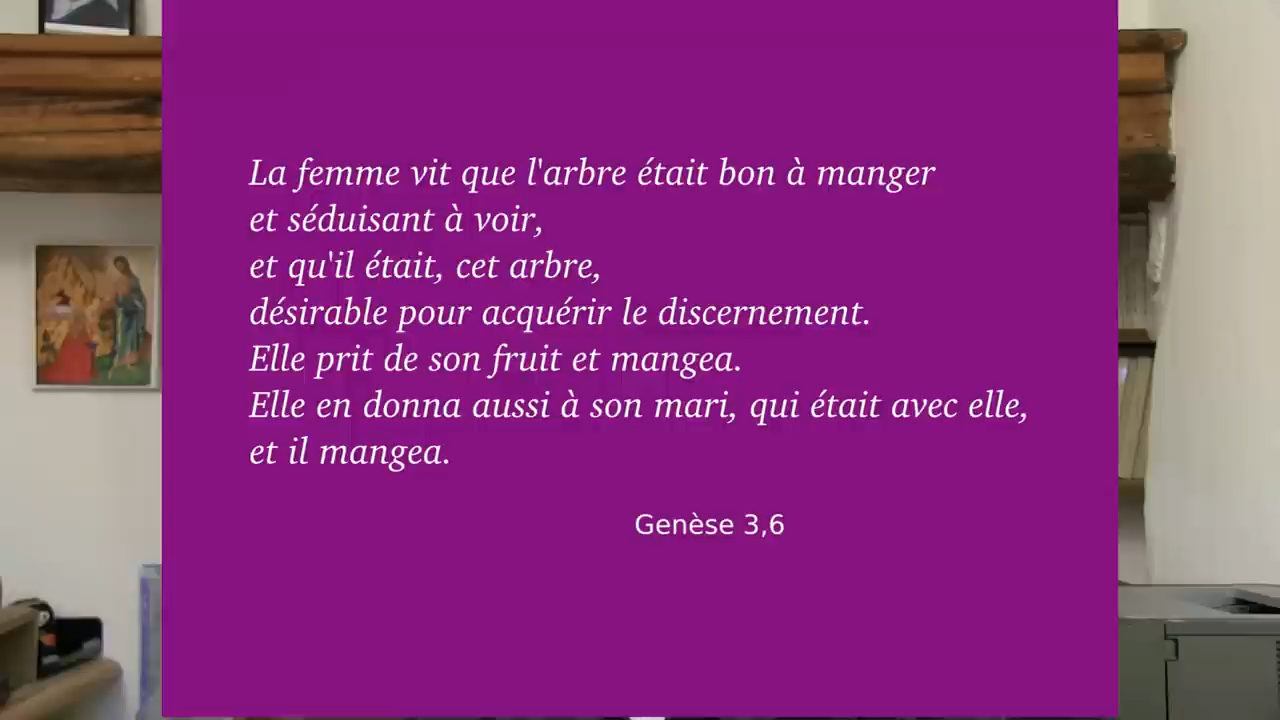 La femme vit que l'arbre était bon à manger
et séduisant à voir,
et qu'il était, cet arbre,
désirable pour acquérir le discernement.
Elle prit de son fruit et mangea.
Elle en donna aussi à son mari, qui était avec elle,
et il mangea.
Genèse 3,6